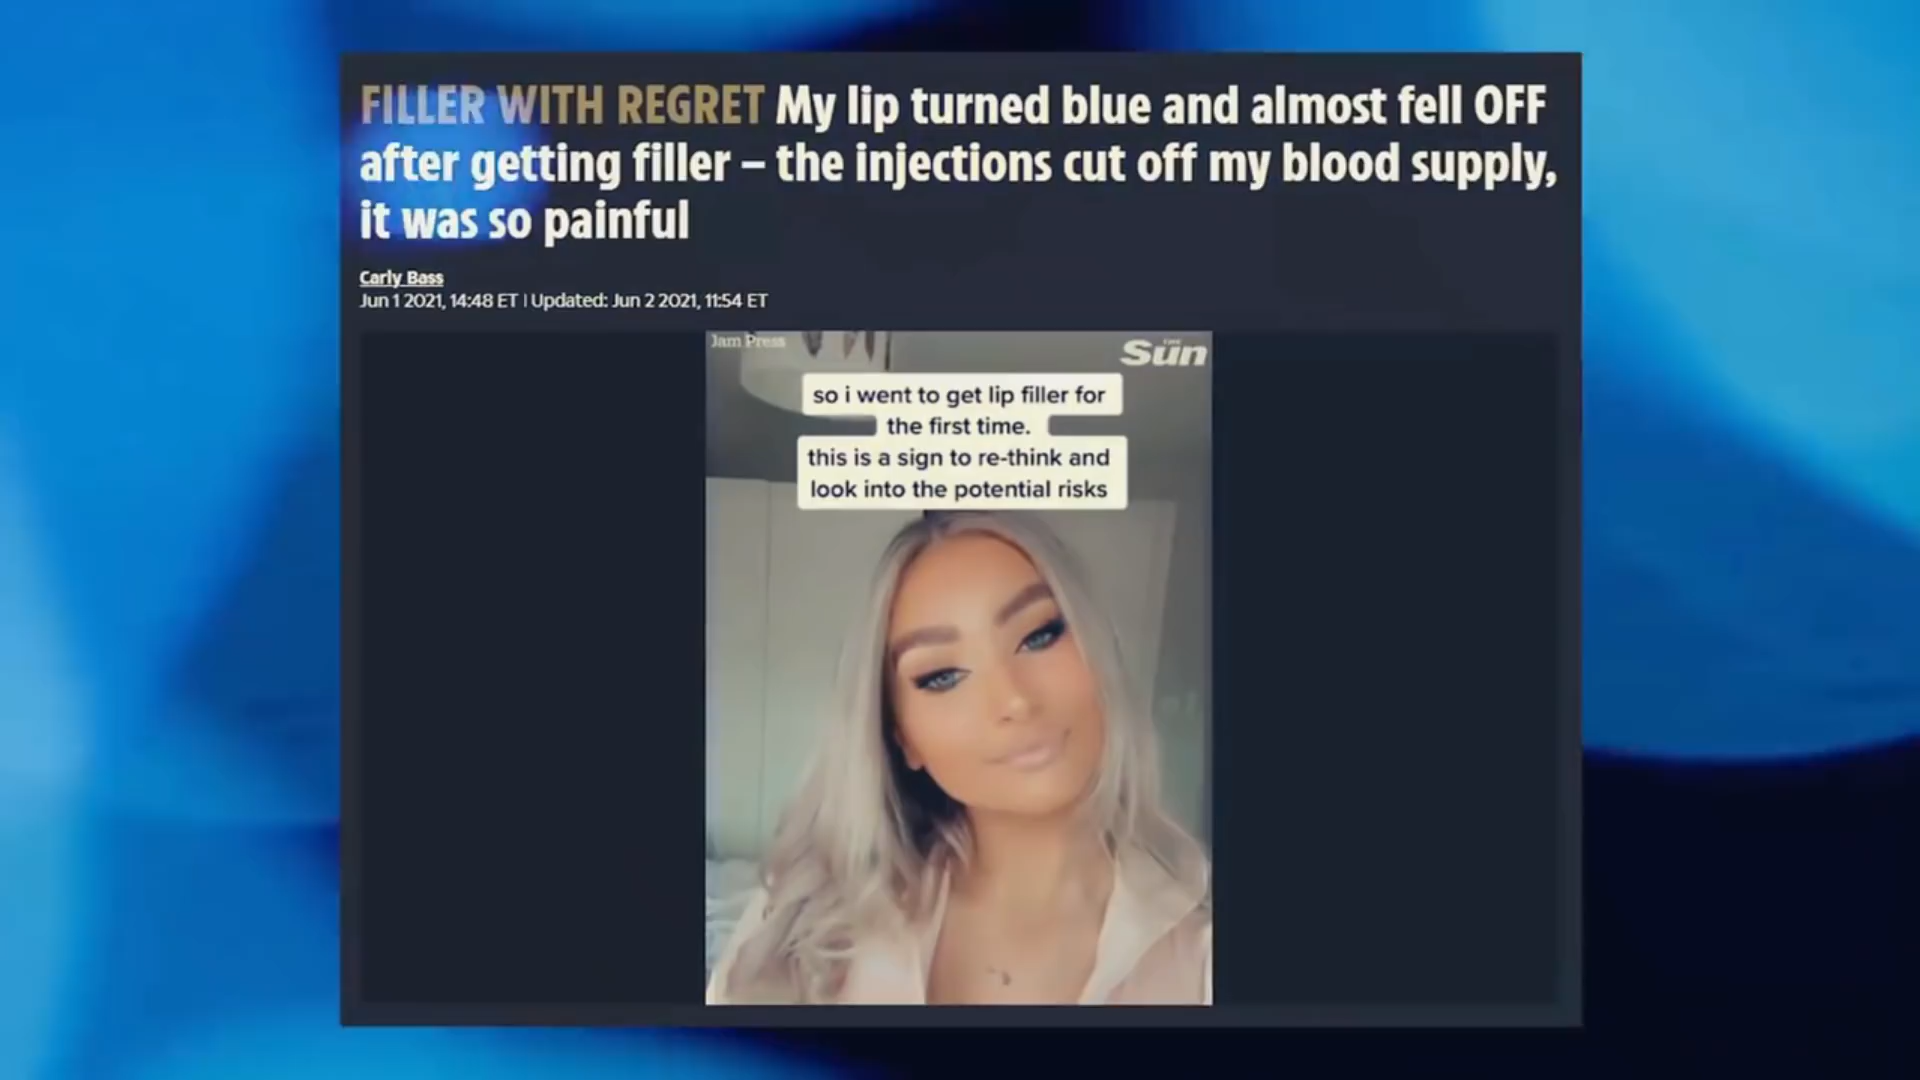 FILLER WITH REGRET My lip turned blue and almost fell OFF
after getting filler – the injections cut off my blood supply,
it was so painful
Carly Bass
Jun 1 2021, 14:48 ET | Updated: Jun 2 2021, 11:54 ET
Jam Press
THE Sun
so i went to get lip filler for
the first time.
this is a sign to re-think and
look into the potential risks